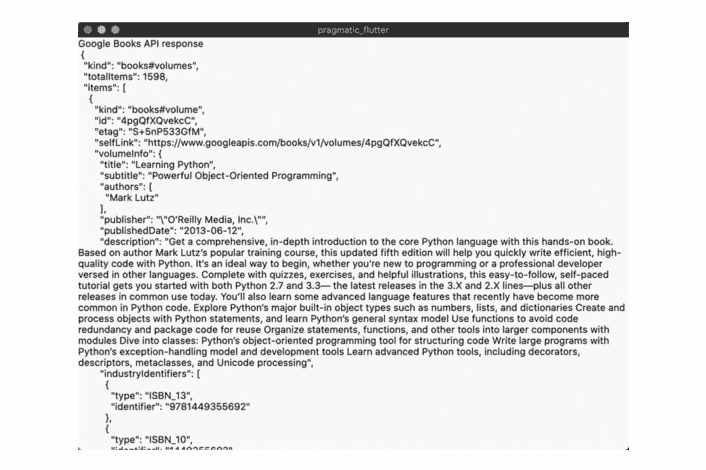 pragmatic_flutter
Google Books API response
{
"kind": "books#volumes",
"totalItems": 1598,
"items": [
{
"kind": "books#volume",
"id": "4pgQfXQvekcC",
"etag": "S+5nP533GfM",
"selfLink": "https://www.googleapis.com/books/v1/volumes/4pgQfXQvekcC",
"volumeInfo": {
"title": "Learning Python",
"subtitle": "Powerful Object-Oriented Programming",
"authors": [
"Mark Lutz"
],
"publisher": "\"O'Reilly Media, Inc.\"",
"publishedDate": "2013-06-12",
"description": "Get a comprehensive, in-depth introduction to the core Python language with this hands-on book.
Based on author Mark Lutz's popular training course, this updated fifth edition will help you quickly write efficient, high-
quality code with Python. It's an ideal way to begin, whether you're new to programming or a professional developer
versed in other languages. Complete with quizzes, exercises, and helpful illustrations, this easy-to-follow, self-paced
tutorial gets you started with both Python 2.7 and 3.3— the latest releases in the 3.X and 2.X lines—plus all other
releases in common use today. You'll also learn some advanced language features that recently have become more
common in Python code. Explore Python's major built-in object types such as numbers, lists, and dictionaries Create and
process objects with Python statements, and learn Python's general syntax model Use functions to avoid code
redundancy and package code for reuse Organize statements, functions, and other tools into larger components with
modules Dive into classes: Python's object-oriented programming tool for structuring code Write large programs with
Python's exception-handling model and development tools Learn advanced Python tools, including decorators,
descriptors, metaclasses, and Unicode processing",
"industryIdentifiers": [
{
"type": "ISBN_13",
"identifier": "9781449355692"
},
{
"type": "ISBN_10",